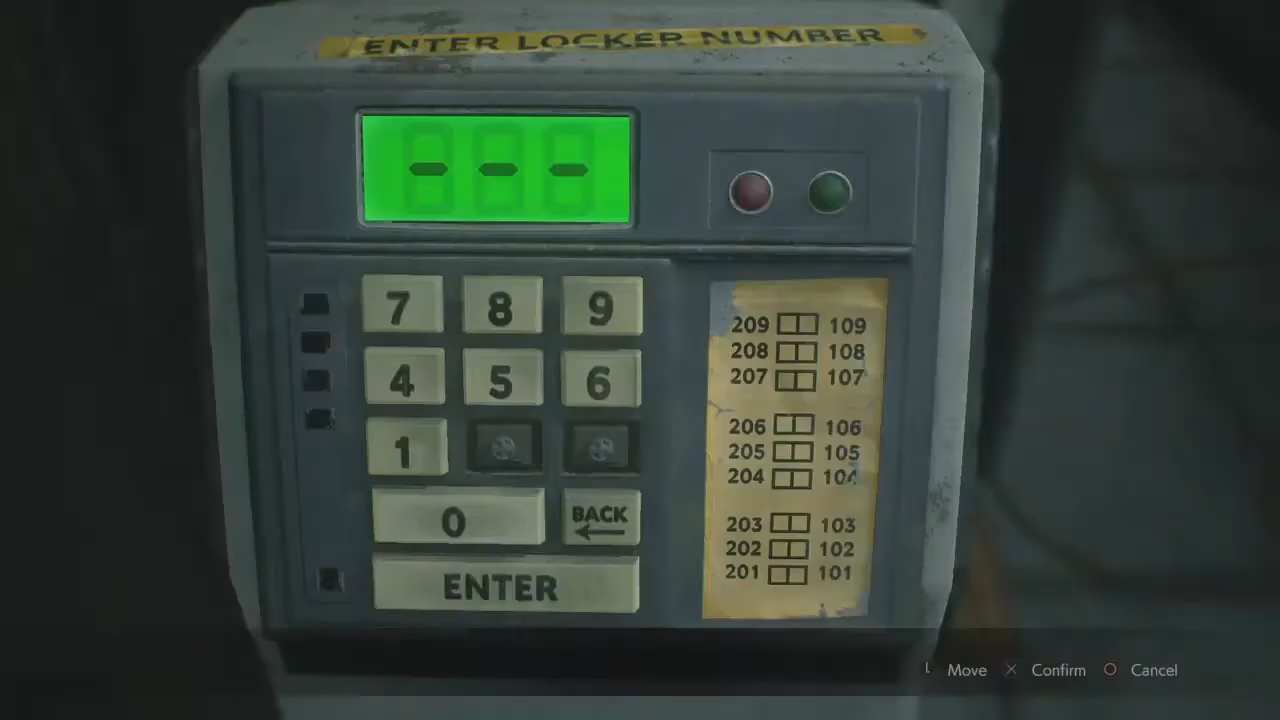 ENTER LOCKER NUMBER
7 8 9
4 5 6
1
0 BACK
ENTER
209 109
208 108
207 107
206 106
205 105
204 104
203 103
202 102
201 101
L Move Confirm Cancel